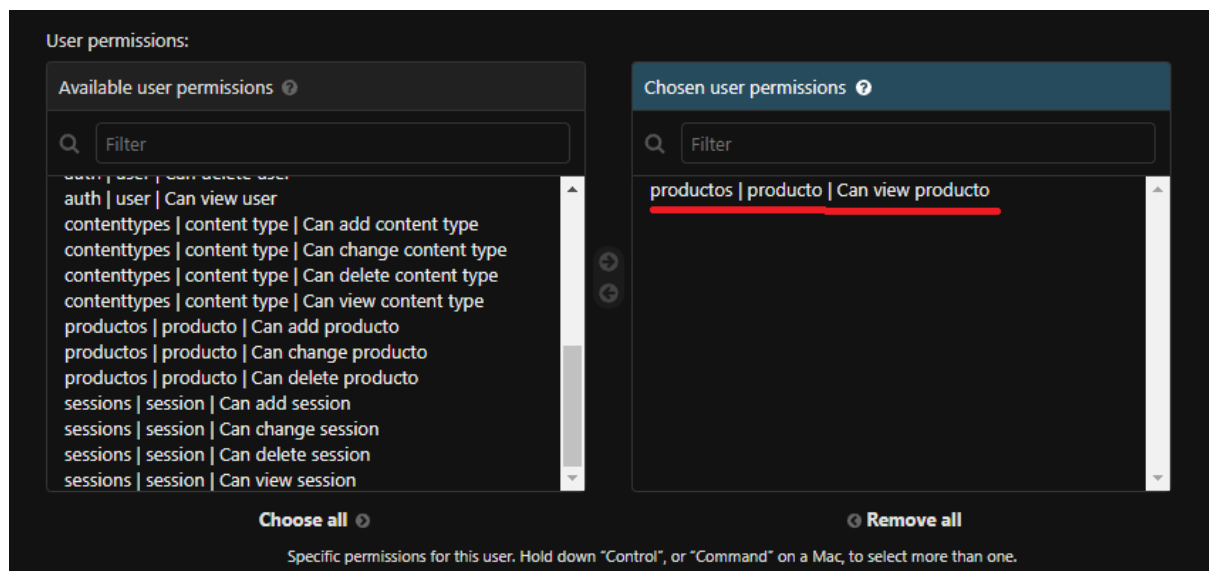 User permissions:
Available user permissions ?
Filter
auth | user | Can delete user
auth | user | Can view user
contenttypes | content type | Can add content type
contenttypes | content type | Can change content type
contenttypes | content type | Can delete content type
contenttypes | content type | Can view content type
productos | producto | Can add producto
productos | producto | Can change producto
productos | producto | Can delete producto
sessions | session | Can add session
sessions | session | Can change session
sessions | session | Can delete session
sessions | session | Can view session
Choose all
Chosen user permissions ?
Filter
productos | producto | Can view producto
Remove all
Specific permissions for this user. Hold down “Control”, or “Command” on a Mac, to select more than one.